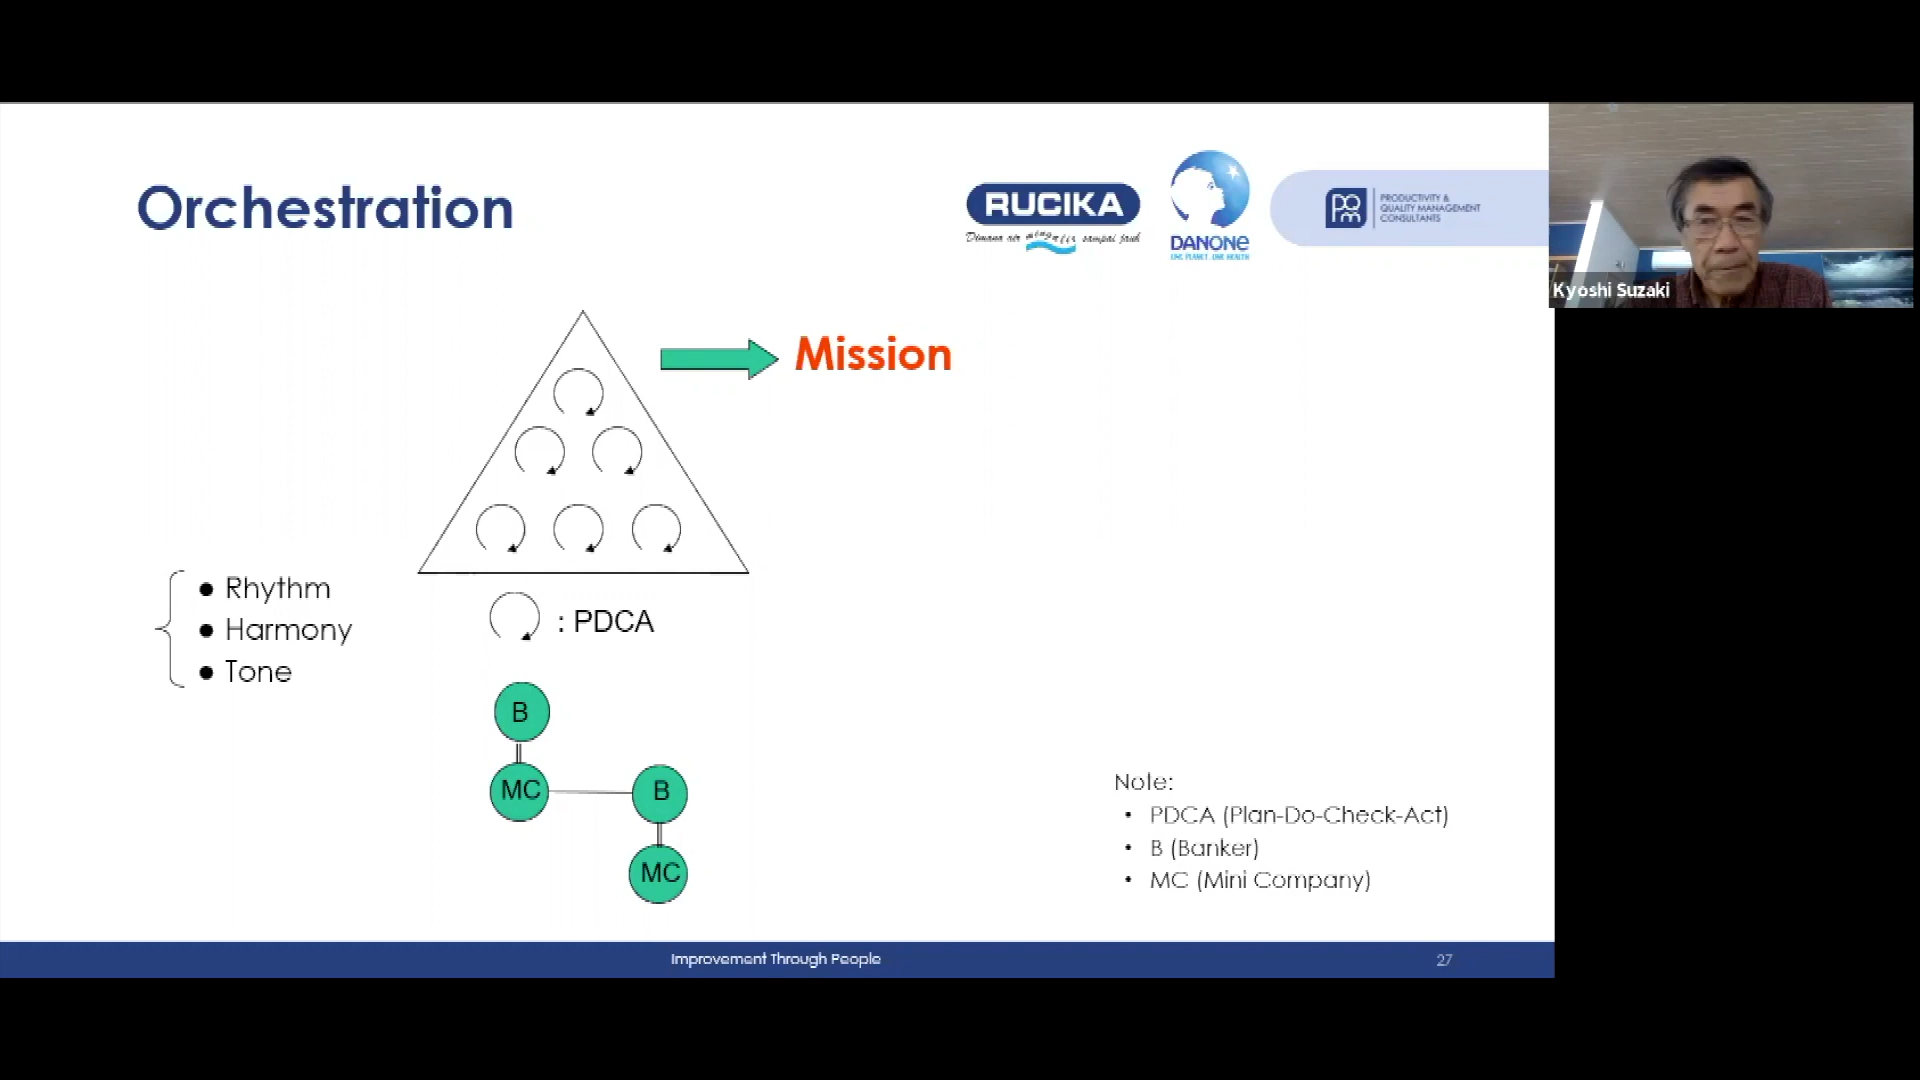 Orchestration
RUCIKA
Dimana air mengalir sampai jauh
DANONE
ONE PLANET. ONE HEALTH
pqm
PRODUCTIVITY &
QUALITY MANAGEMENT
CONSULTANTS
Kyoshi Suzaki
Mission
● Rhythm
● Harmony
● Tone
: PDCA
B
MC
B
MC
Note:
• PDCA (Plan-Do-Check-Act)
• B (Banker)
• MC (Mini Company)
Improvement Through People
27